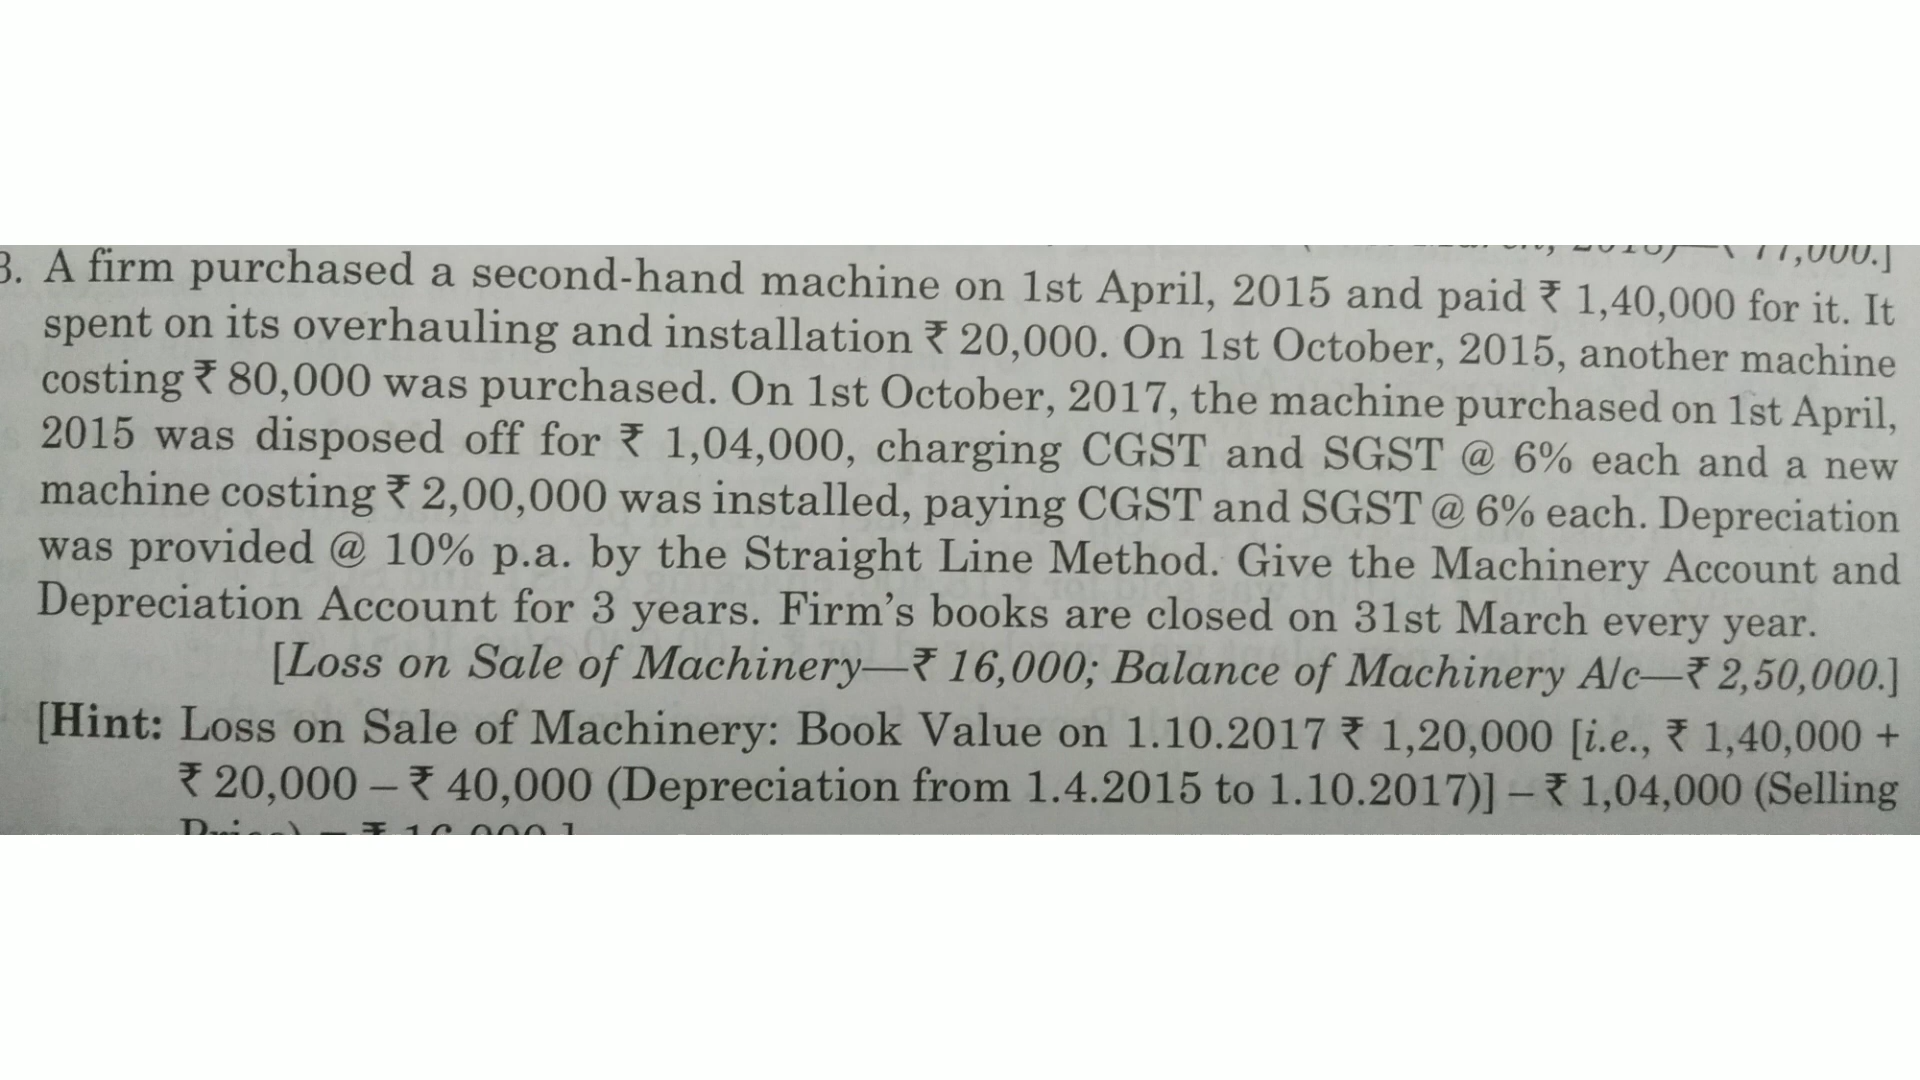 77,000.]
3. A firm purchased a second-hand machine on 1st April, 2015 and paid ₹ 1,40,000 for it. It
spent on its overhauling and installation ₹ 20,000. On 1st October, 2015, another machine
costing ₹ 80,000 was purchased. On 1st October, 2017, the machine purchased on 1st April,
2015 was disposed off for ₹ 1,04,000, charging CGST and SGST @ 6% each and a new
machine costing ₹ 2,00,000 was installed, paying CGST and SGST @ 6% each. Depreciation
was provided @ 10% p.a. by the Straight Line Method. Give the Machinery Account and
Depreciation Account for 3 years. Firm's books are closed on 31st March every year.
[Loss on Sale of Machinery—₹ 16,000; Balance of Machinery A/c—₹ 2,50,000.]
[Hint: Loss on Sale of Machinery: Book Value on 1.10.2017 ₹ 1,20,000 [i.e., ₹ 1,40,000 +
₹ 20,000 – ₹ 40,000 (Depreciation from 1.4.2015 to 1.10.2017)] – ₹ 1,04,000 (Selling